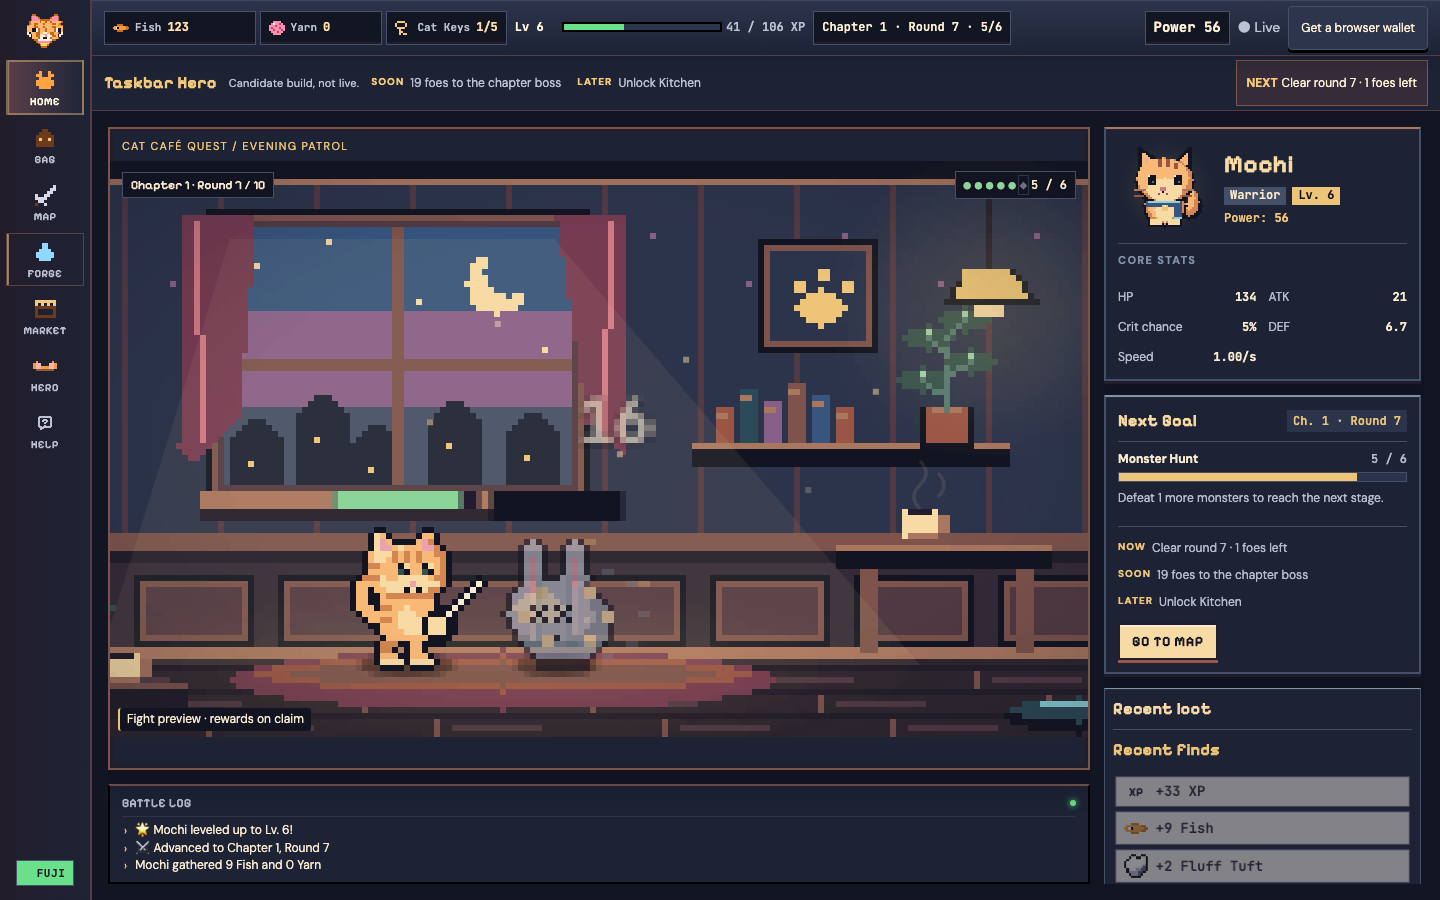 Fish 123
Yarn 0
Cat Keys 1/5
Lv 6
41 / 106 XP
Chapter 1 · Round 7 · 5/6
Power 56
Live
Get a browser wallet
Taskbar Hero
Candidate build, not live.
SOON 19 foes to the chapter boss
LATER Unlock Kitchen
NEXT Clear round 7 · 1 foes left
HOME
BAG
MAP
FORGE
MARKET
HERO
HELP
FUJI
CAT CAFÉ QUEST / EVENING PATROL
Chapter 1 · Round 7 / 10
5 / 6
16
Fight preview · rewards on claim
BATTLE LOG
› 🌟 Mochi leveled up to Lv. 6!
› ⚔️ Advanced to Chapter 1, Round 7
› Mochi gathered 9 Fish and 0 Yarn
Mochi
Warrior Lv. 6
Power: 56
CORE STATS
HP 134 ATK 21
Crit chance 5% DEF 6.7
Speed 1.00/s
Next Goal
Ch. 1 · Round 7
Monster Hunt 5 / 6
Defeat 1 more monsters to reach the next stage.
NOW Clear round 7 · 1 foes left
SOON 19 foes to the chapter boss
LATER Unlock Kitchen
GO TO MAP
Recent loot
Recent finds
XP +33 XP
+9 Fish
+2 Fluff Tuft